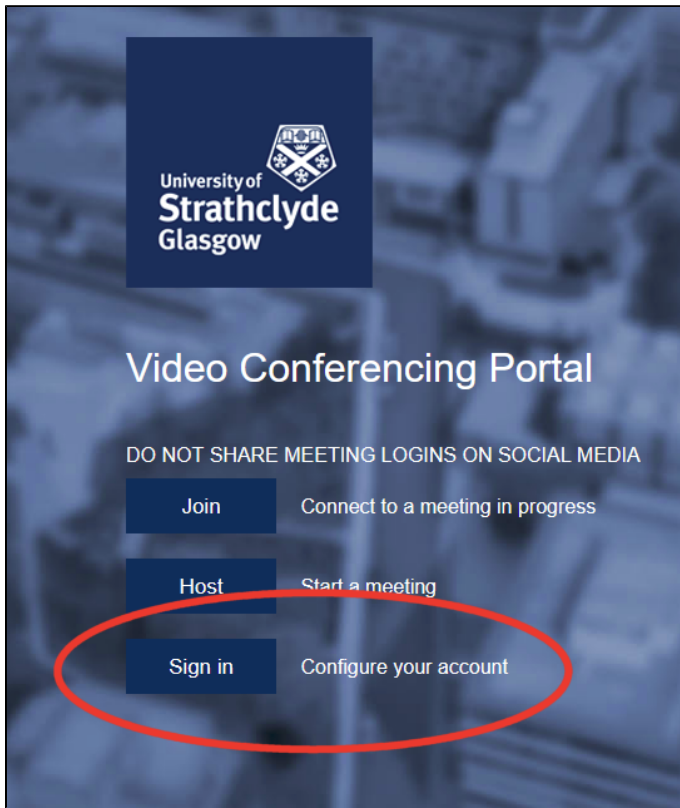 University of
Strathclyde
Glasgow
Video Conferencing Portal
DO NOT SHARE MEETING LOGINS ON SOCIAL MEDIA
Join Connect to a meeting in progress
Host Start a meeting
Sign in Configure your account